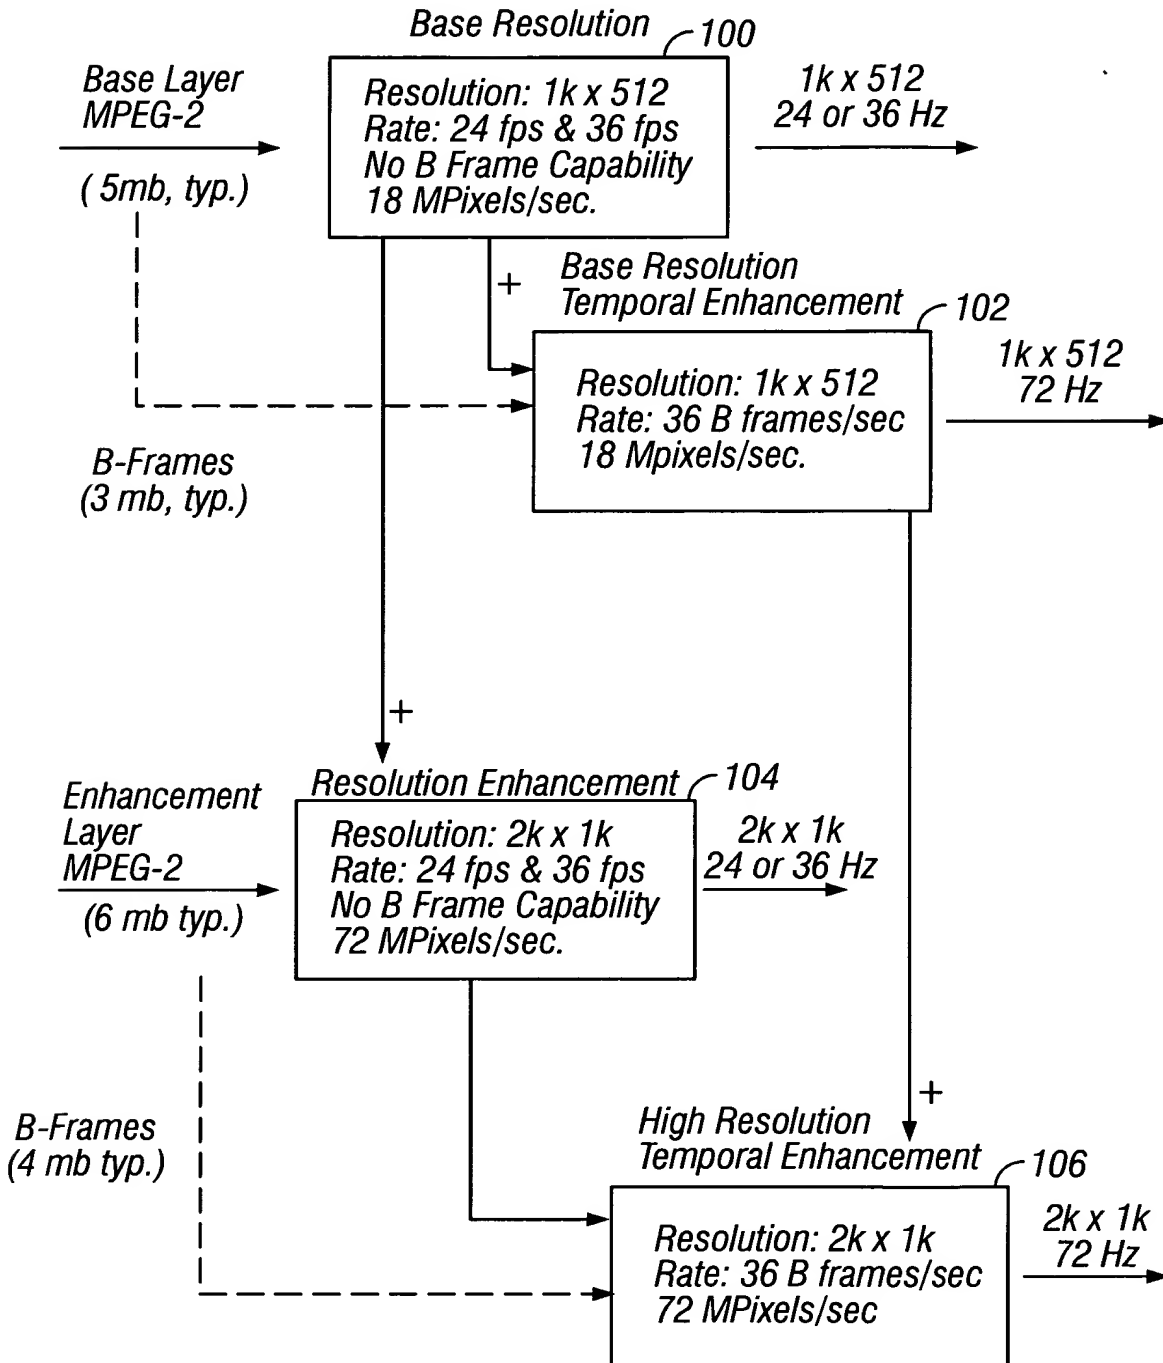 Base Resolution
100
Base Layer
MPEG-2
(5mb, typ.)
Resolution: 1k x 512
Rate: 24 fps & 36 fps
No B Frame Capability
18 MPixels/sec.
1k x 512
24 or 36 Hz
+
Base Resolution
Temporal Enhancement
102
Resolution: 1k x 512
Rate: 36 B frames/sec
18 Mpixels/sec.
1k x 512
72 Hz
B-Frames
(3 mb, typ.)
+
Resolution Enhancement
104
Enhancement
Layer
MPEG-2
(6 mb typ.)
Resolution: 2k x 1k
Rate: 24 fps & 36 fps
No B Frame Capability
72 MPixels/sec.
2k x 1k
24 or 36 Hz
+
B-Frames
(4 mb typ.)
High Resolution
Temporal Enhancement
106
Resolution: 2k x 1k
Rate: 36 B frames/sec
72 MPixels/sec
2k x 1k
72 Hz